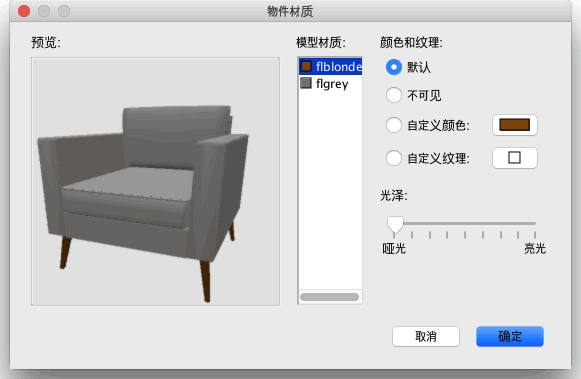 物件材质
预览:
模型材质:
flblonde
flgrey
颜色和纹理:
默认
不可见
自定义颜色:
自定义纹理:
光泽:
哑光
亮光
取消
确定